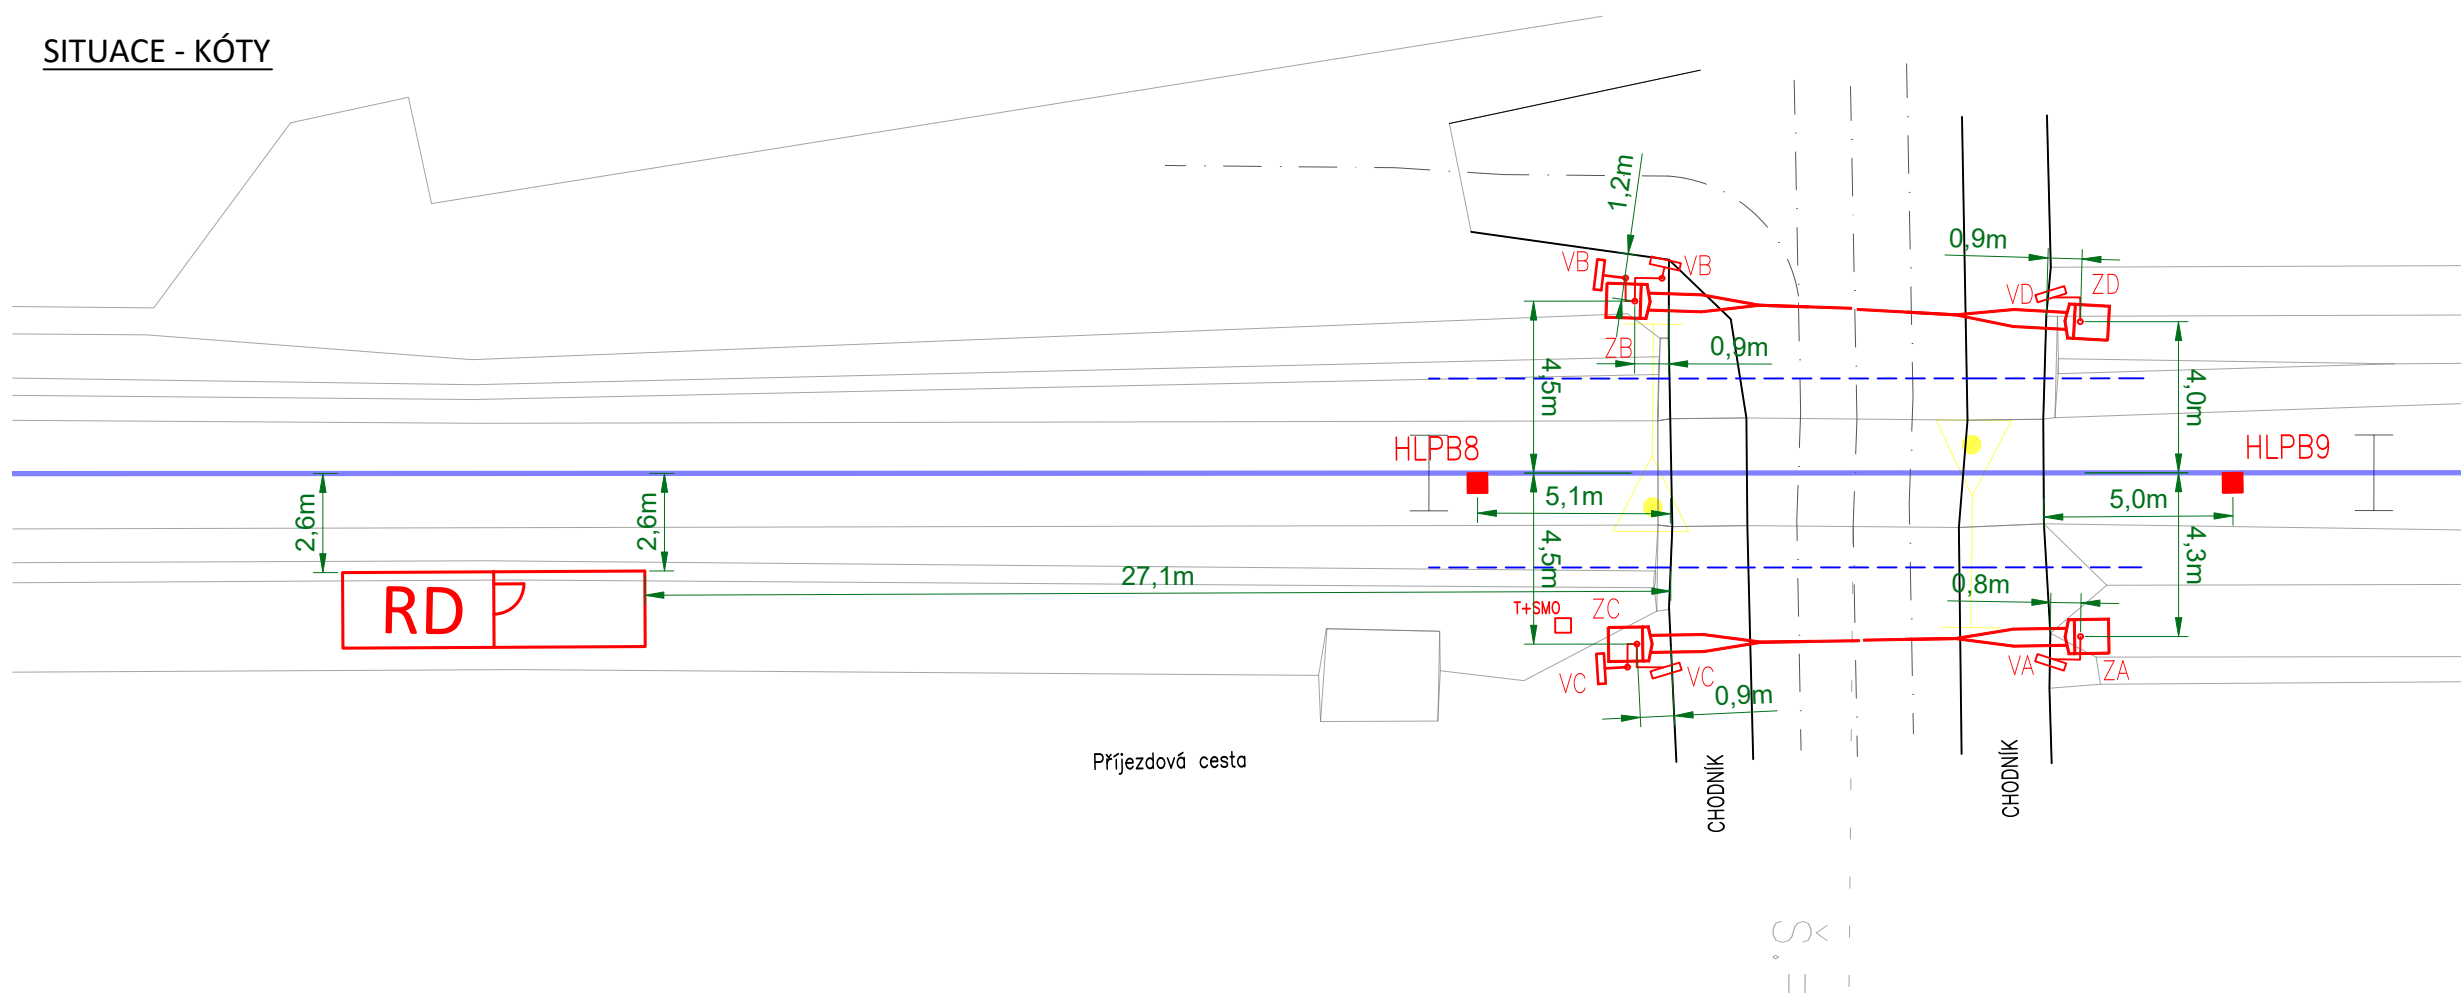 SITUACE - KÓTY
1,2m
VB
VB
0,9m
ZD
VD
ZB
0,9m
4,5m
4,0m
HLPB8
HLPB9
2,6m
2,6m
5,1m
5,0m
4,5m
4,3m
27,1m
0,8m
RD
T+SMO
ZC
VC
VC
VA
ZA
0,9m
Příjezdová cesta
CHODNÍK
CHODNÍK